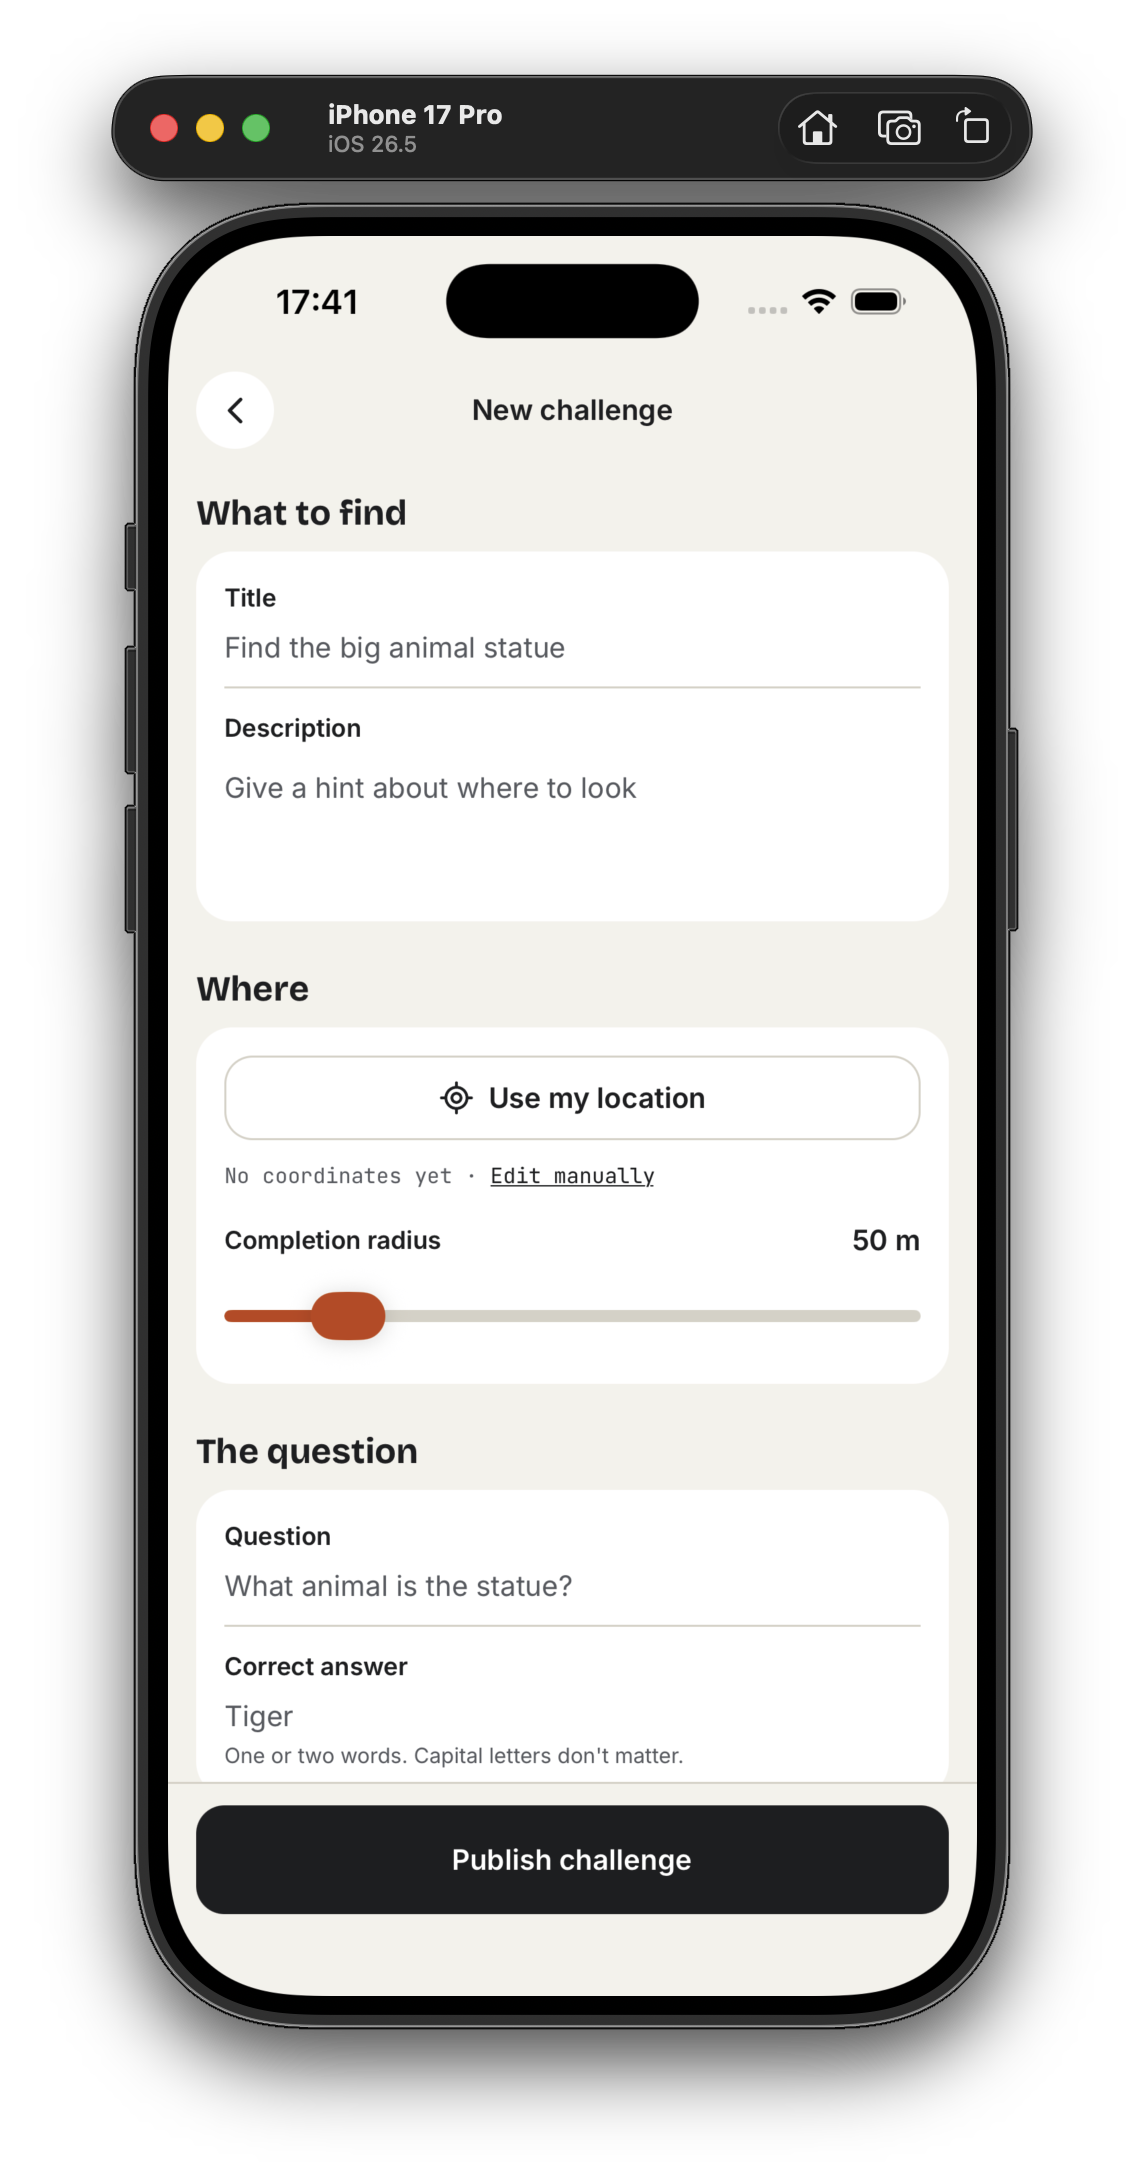 iPhone 17 Pro
iOS 26.5
17:41
New challenge
What to find
Title
Find the big animal statue
Description
Give a hint about where to look
Where
Use my location
No coordinates yet · Edit manually
Completion radius 50 m
The question
Question
What animal is the statue?
Correct answer
Tiger
One or two words. Capital letters don't matter.
Publish challenge